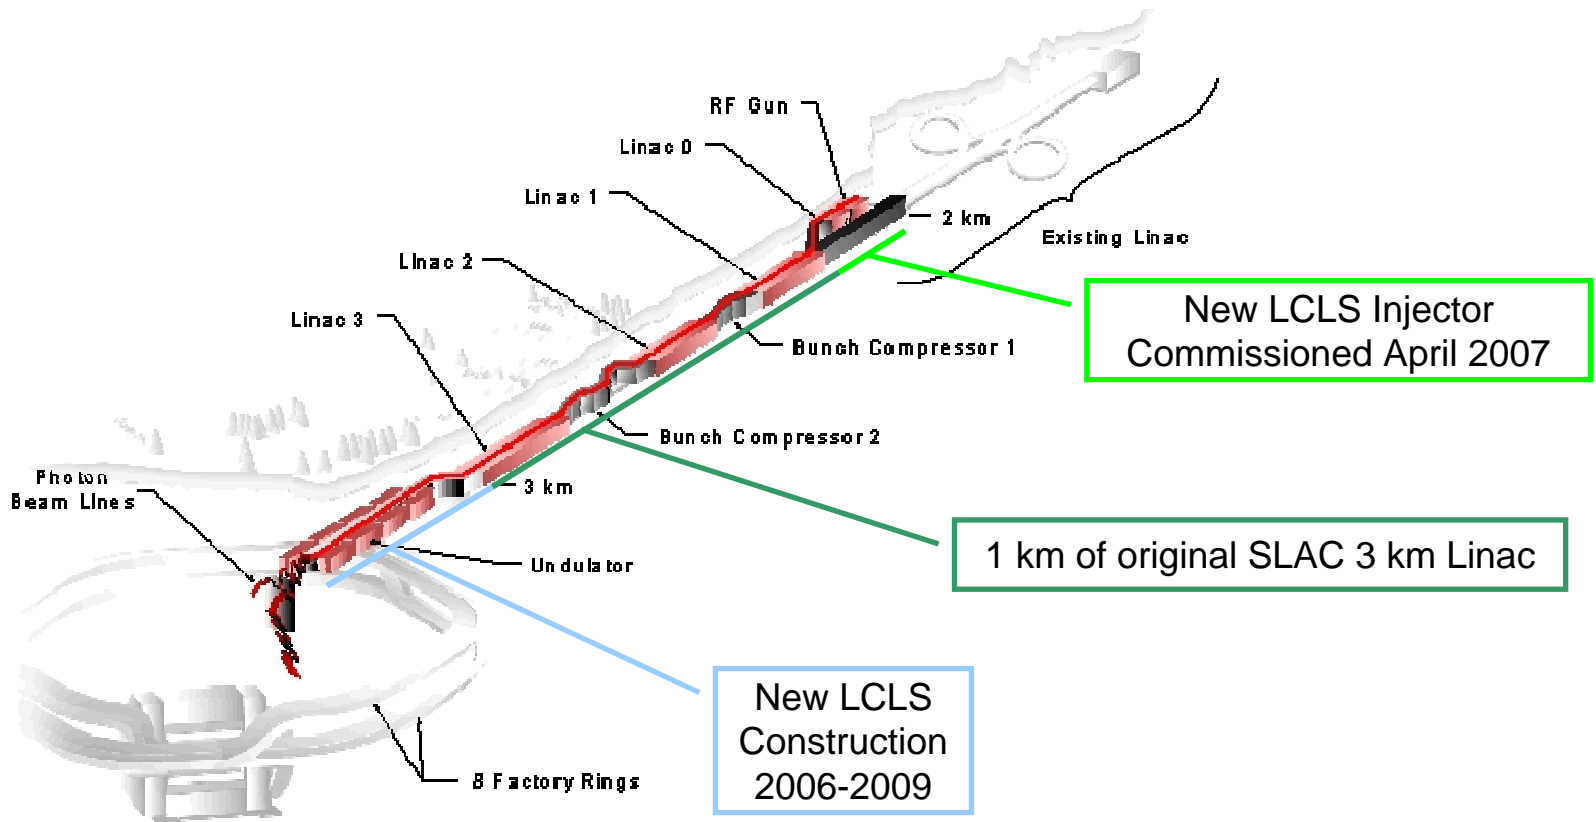 RF Gun
Linac 0
Linac 1
2 km
Existing Linac
Linac 2
New LCLS Injector
Commissioned April 2007
Linac 3
Bunch Compressor 1
Bunch Compressor 2
Photon
Beam Lines
3 km
1 km of original SLAC 3 km Linac
Undulator
New LCLS
Construction
2006-2009
B Factory Rings